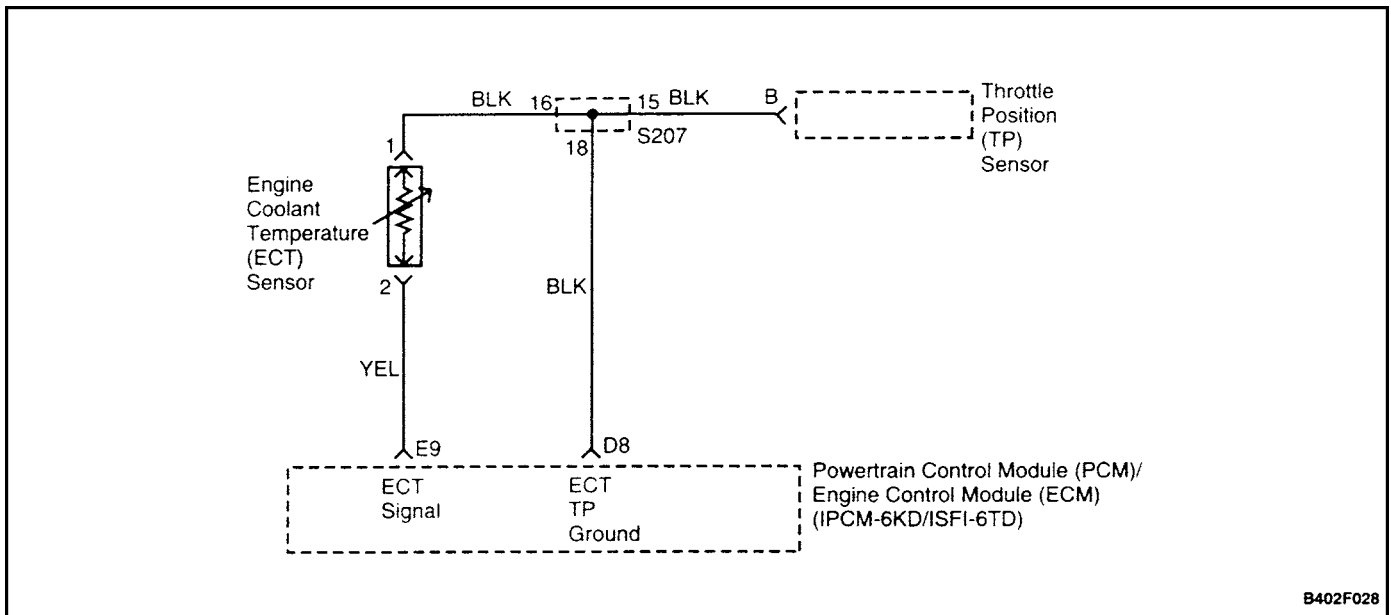 BLK 16 15 BLK B
Throttle
Position
(TP)
Sensor
S207
18
1
Engine
Coolant
Temperature
(ECT)
Sensor
2
BLK
YEL
E9
D8
ECT
Signal
ECT
TP
Ground
Powertrain Control Module (PCM)/
Engine Control Module (ECM)
(IPCM-6KD/ISFI-6TD)
B402F028